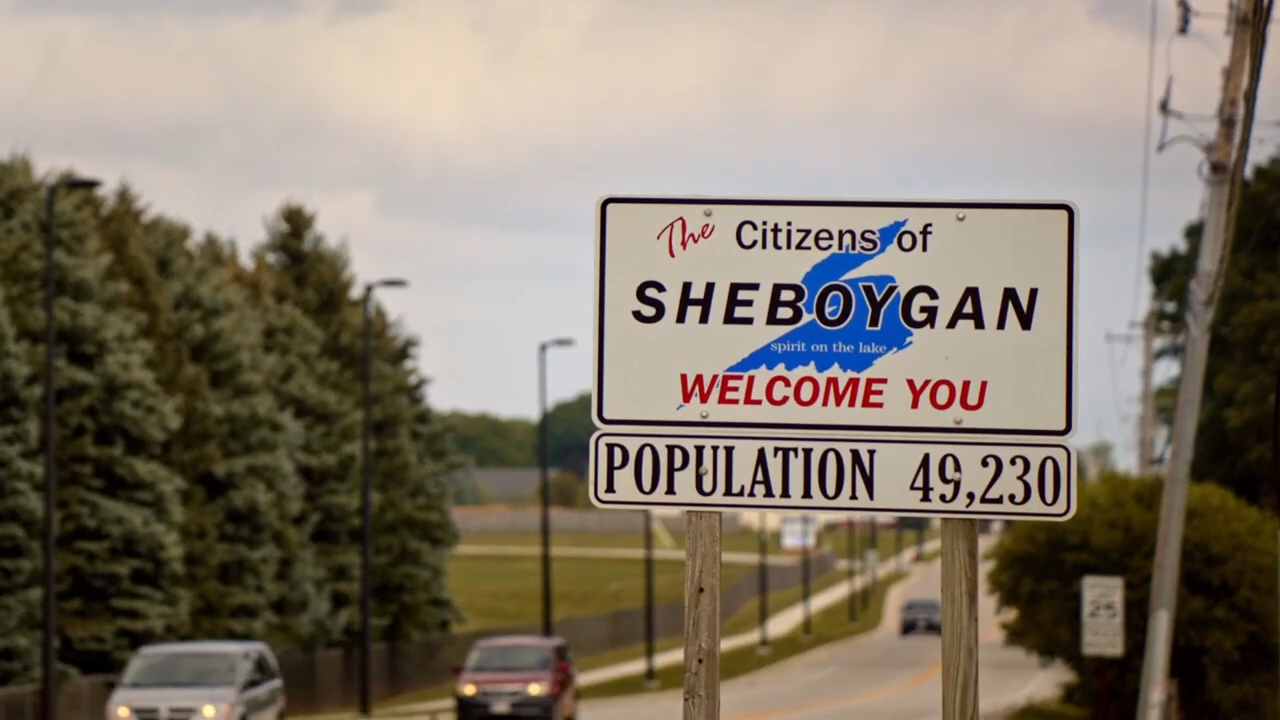 The Citizens of
SHEBOYGAN
spirit on the lake
WELCOME YOU
POPULATION 49,230
25